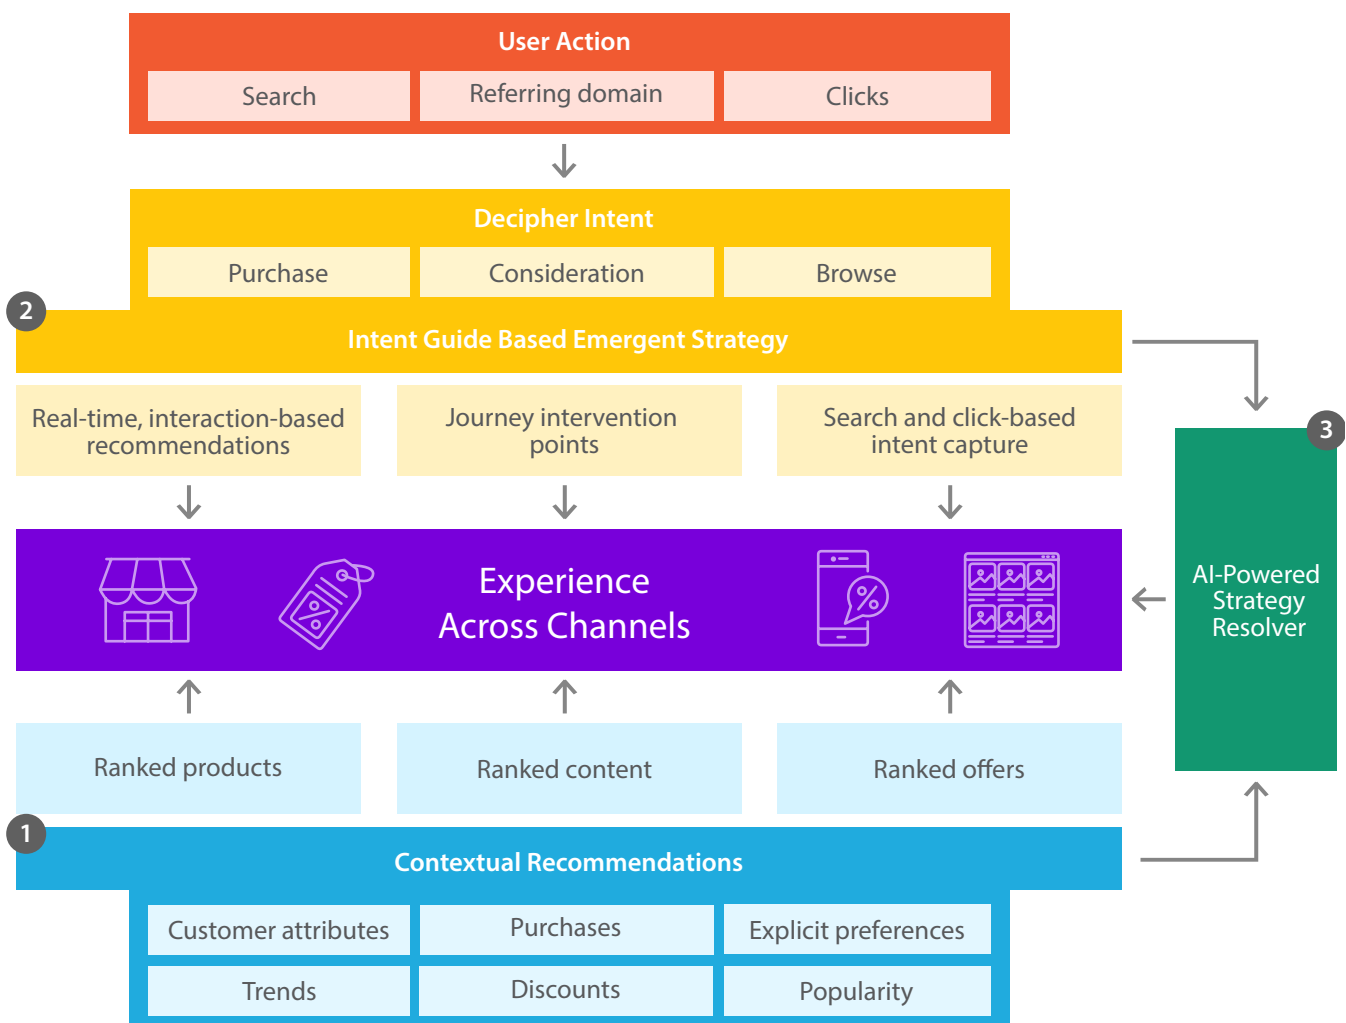 User Action
Search
Referring domain
Clicks
Decipher Intent
Purchase
Consideration
Browse
2
Intent Guide Based Emergent Strategy
Real-time, interaction-based
recommendations
Journey intervention
points
Search and click-based
intent capture
3
AI-Powered
Strategy
Resolver
Experience
Across Channels
Ranked products
Ranked content
Ranked offers
1
Contextual Recommendations
Customer attributes
Purchases
Explicit preferences
Trends
Discounts
Popularity